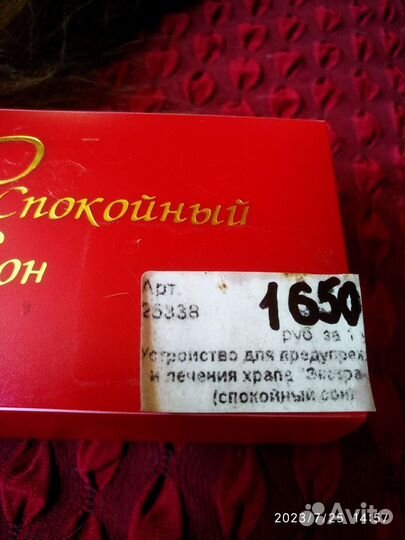 Спокойный
Сон
Арт.
25338
1650
руб за 1
Устройство для предупреж
и лечения храпа "Экстра-
(спокойный сон)
2023/7/25 14:57
Avito